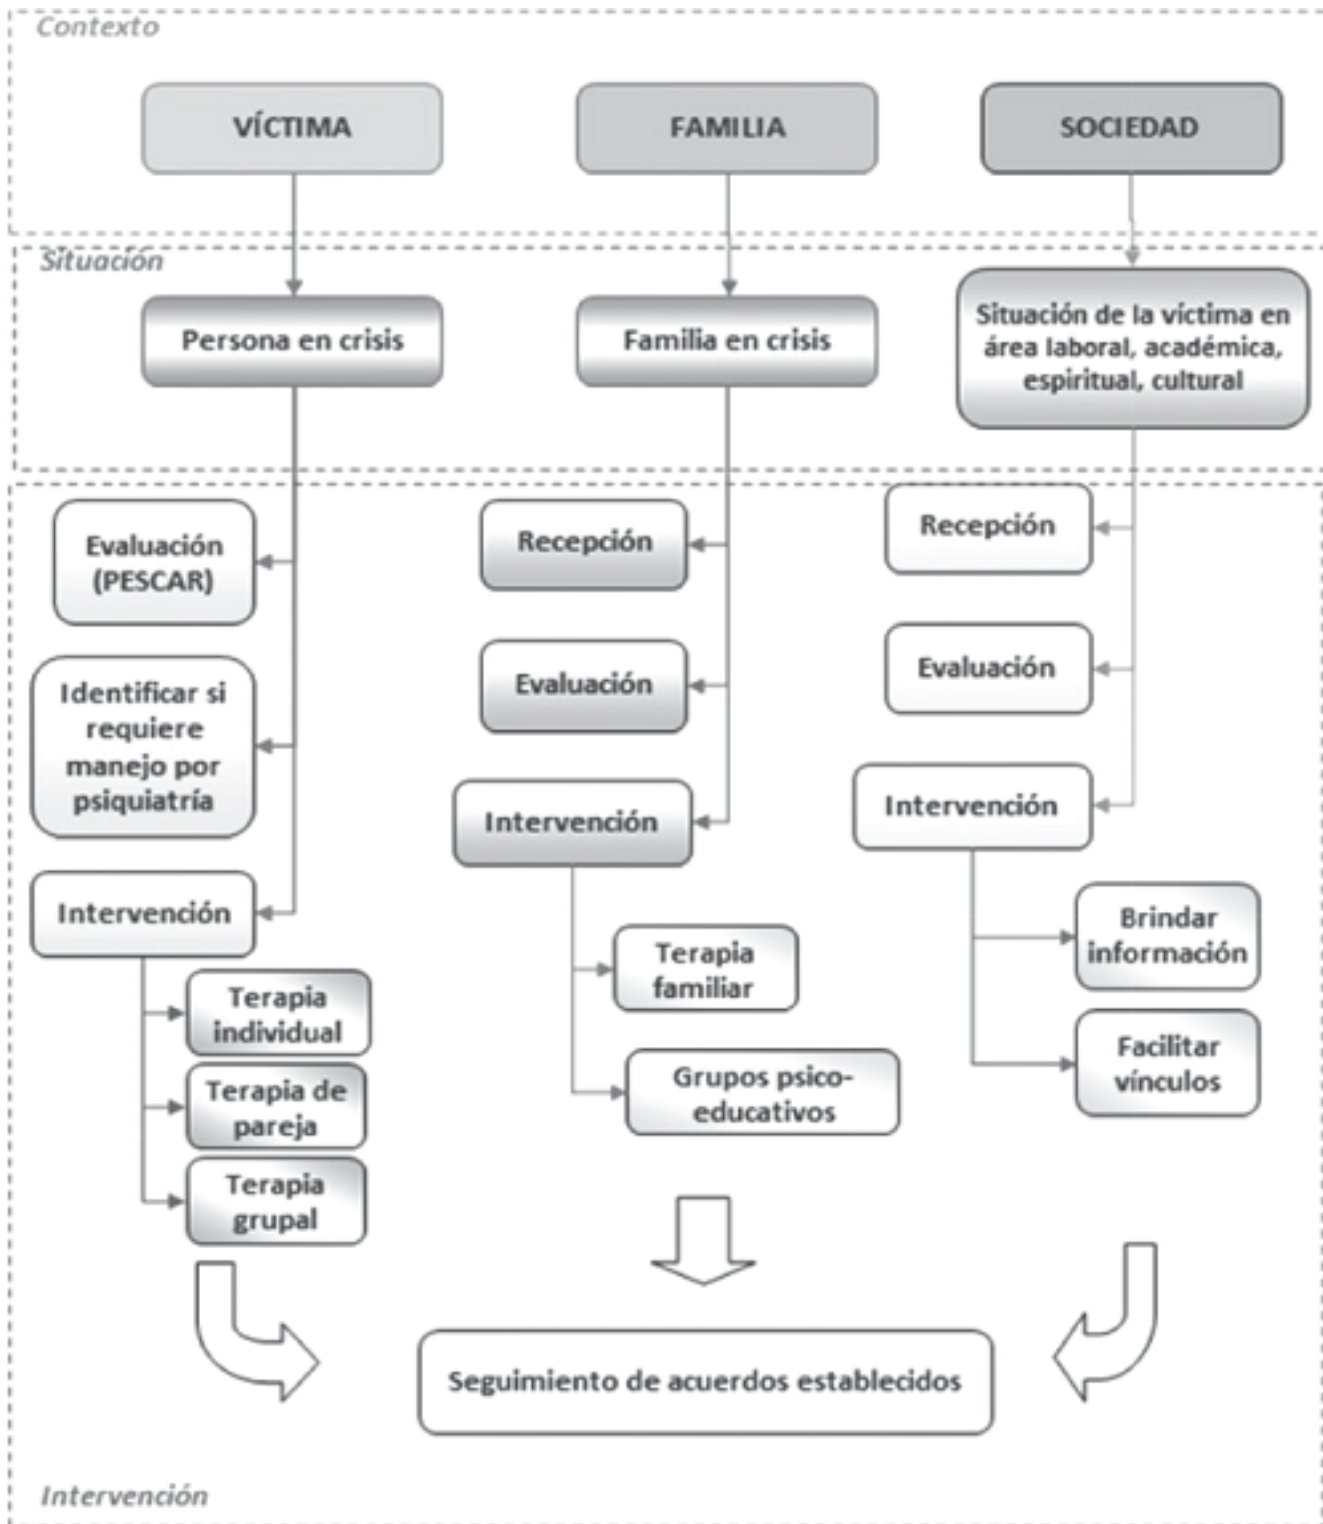 Contexto
VÍCTIMA
FAMILIA
SOCIEDAD
Situación
Persona en crisis
Familia en crisis
Situación de la víctima en
área laboral, académica,
espiritual, cultural
Evaluación
(PESCAR)
Identificar si
requiere
manejo por
psiquiatría
Intervención
Terapia
individual
Terapia de
pareja
Terapia
grupal
Recepción
Evaluación
Intervención
Terapia
familiar
Grupos psico-
educativos
Recepción
Evaluación
Intervención
Brindar
información
Facilitar
vínculos
Seguimiento de acuerdos establecidos
Intervención